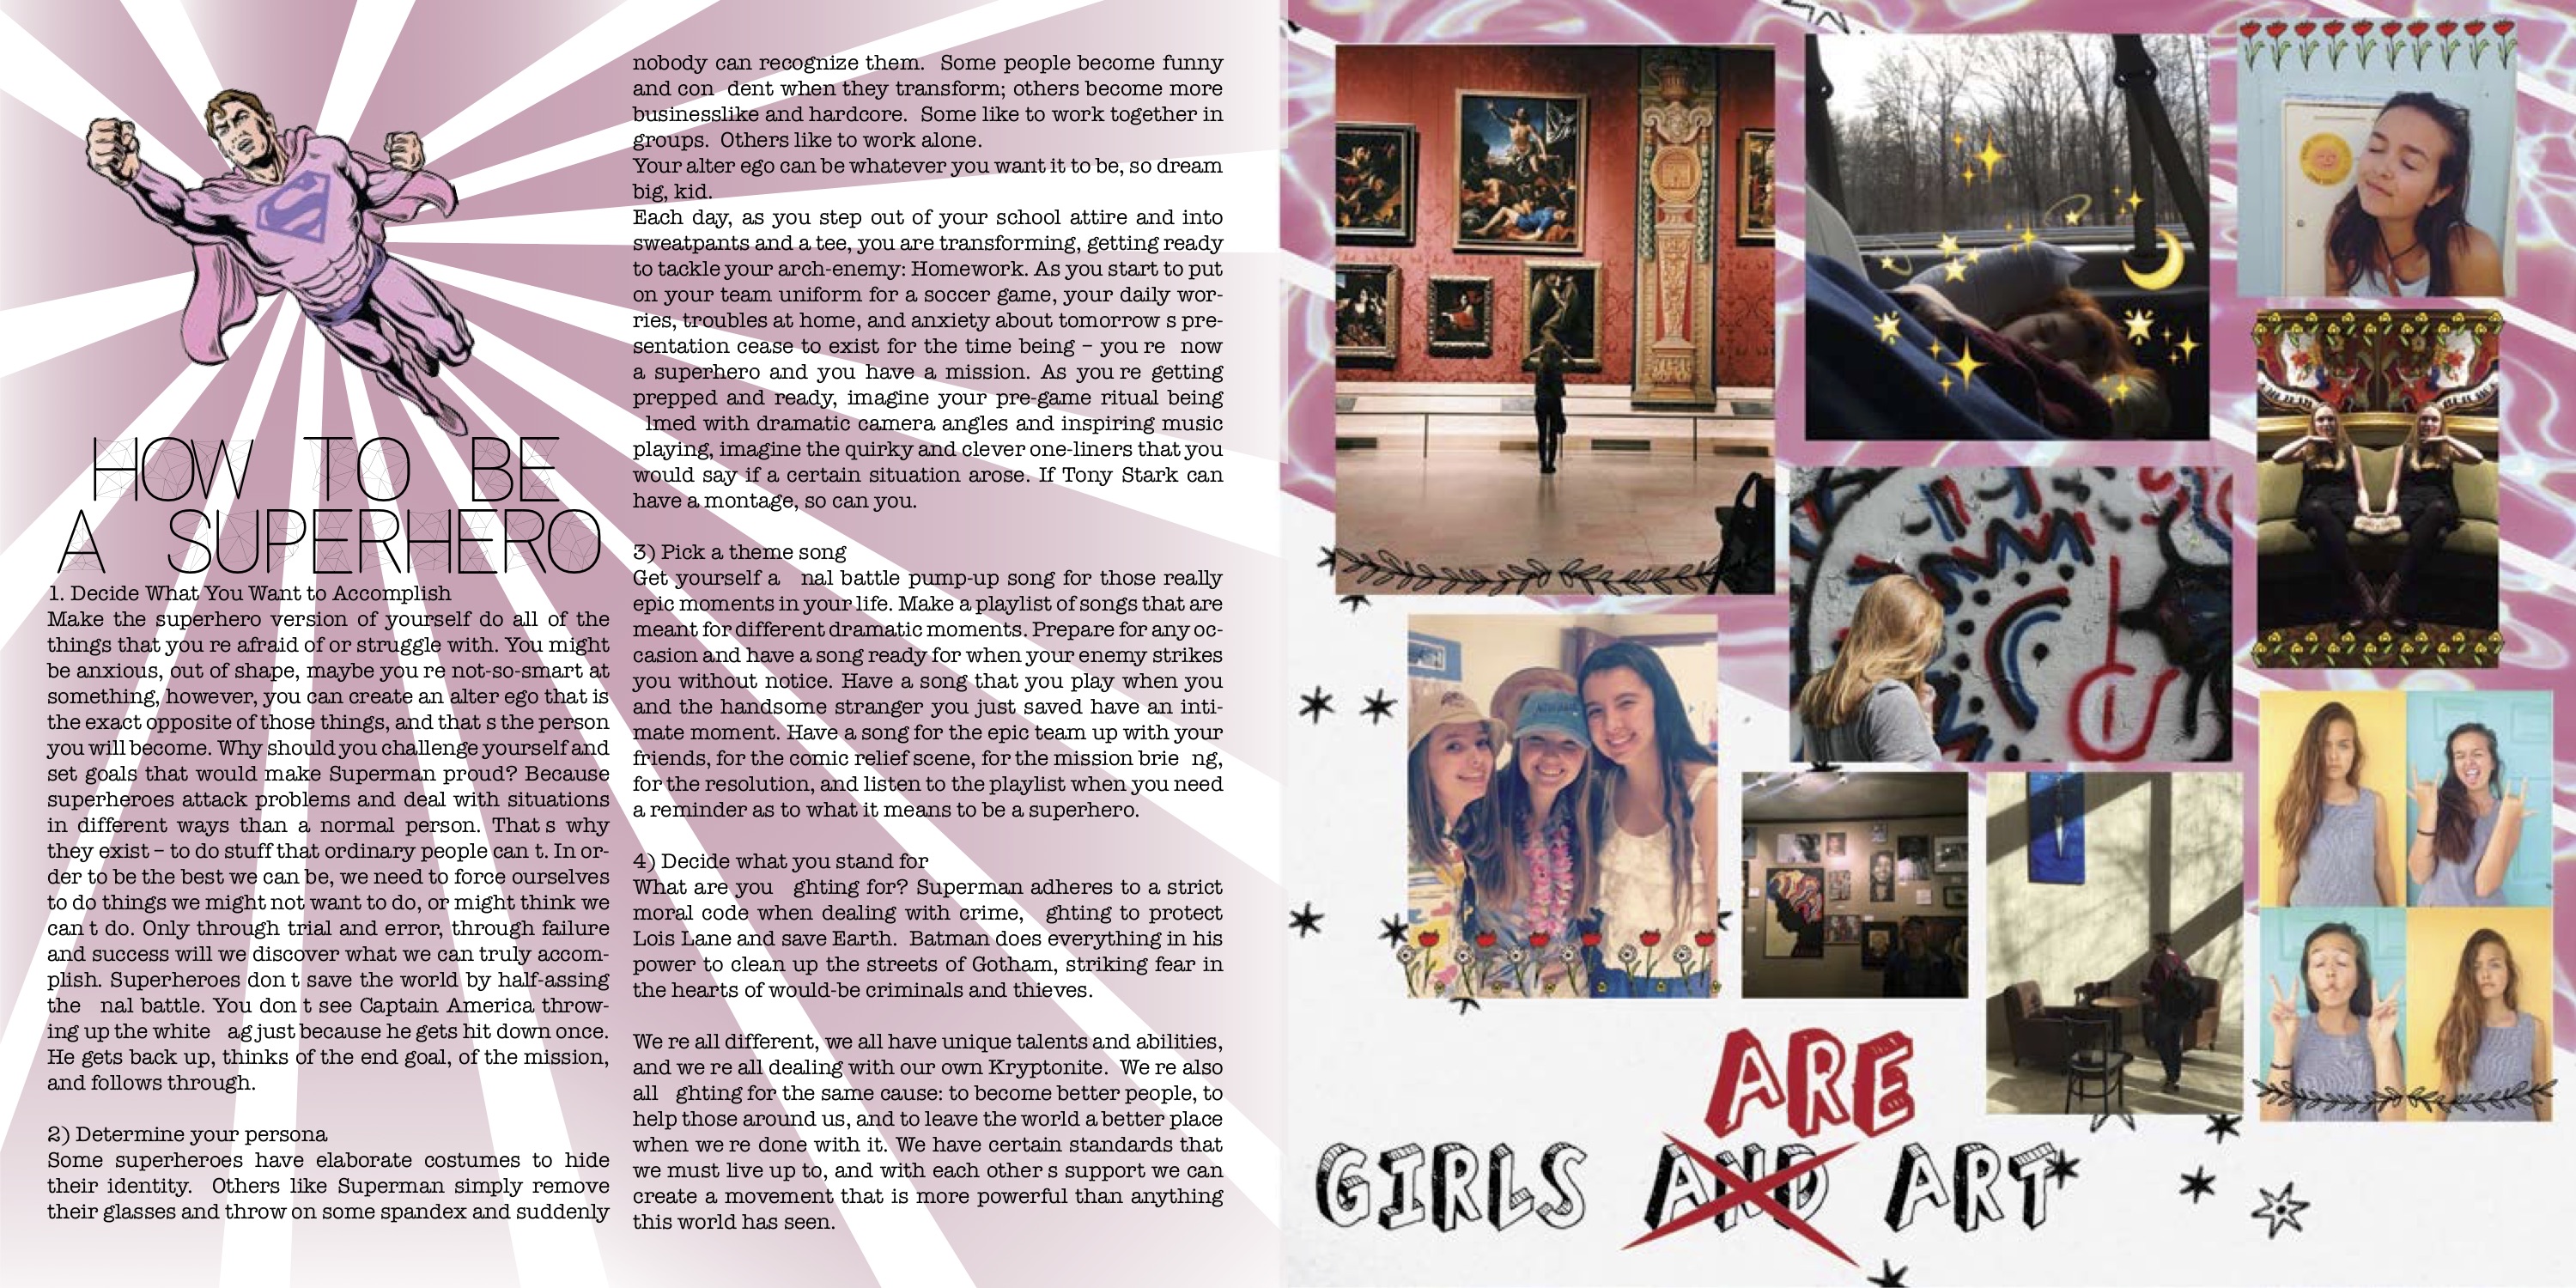 HOW TO BE
A SUPERHERO
1. Decide What You Want to Accomplish
Make the superhero version of yourself do all of the
things that you re afraid of or struggle with. You might
be anxious, out of shape, maybe you re not-so-smart at
something, however, you can create an alter ego that is
the exact opposite of those things, and that s the person
you will become. Why should you challenge yourself and
set goals that would make Superman proud? Because
superheroes attack problems and deal with situations
in different ways than a normal person. That s why
they exist – to do stuff that ordinary people can t. In or-
der to be the best we can be, we need to force ourselves
to do things we might not want to do, or might think we
can t do. Only through trial and error, through failure
and success will we discover what we can truly accom-
plish. Superheroes don t save the world by half-assing
the nal battle. You don t see Captain America throw-
ing up the white ag just because he gets hit down once.
He gets back up, thinks of the end goal, of the mission,
and follows through.
2) Determine your persona
Some superheroes have elaborate costumes to hide
their identity. Others like Superman simply remove
their glasses and throw on some spandex and suddenly
nobody can recognize them. Some people become funny
and con dent when they transform; others become more
businesslike and hardcore. Some like to work together in
groups. Others like to work alone.
Your alter ego can be whatever you want it to be, so dream
big, kid.
Each day, as you step out of your school attire and into
sweatpants and a tee, you are transforming, getting ready
to tackle your arch-enemy: Homework. As you start to put
on your team uniform for a soccer game, your daily wor-
ries, troubles at home, and anxiety about tomorrow s pre-
sentation cease to exist for the time being – you re now
a superhero and you have a mission. As you re getting
prepped and ready, imagine your pre-game ritual being
lmed with dramatic camera angles and inspiring music
playing, imagine the quirky and clever one-liners that you
would say if a certain situation arose. If Tony Stark can
have a montage, so can you.
3) Pick a theme song
Get yourself a nal battle pump-up song for those really
epic moments in your life. Make a playlist of songs that are
meant for different dramatic moments. Prepare for any oc-
casion and have a song ready for when your enemy strikes
you without notice. Have a song that you play when you
and the handsome stranger you just saved have an inti-
mate moment. Have a song for the epic team up with your
friends, for the comic relief scene, for the mission brie ng,
for the resolution, and listen to the playlist when you need
a reminder as to what it means to be a superhero.
4) Decide what you stand for
What are you ghting for? Superman adheres to a strict
moral code when dealing with crime, ghting to protect
Lois Lane and save Earth. Batman does everything in his
power to clean up the streets of Gotham, striking fear in
the hearts of would-be criminals and thieves.
We re all different, we all have unique talents and abilities,
and we re all dealing with our own Kryptonite. We re also
all ghting for the same cause: to become better people, to
help those around us, and to leave the world a better place
when we re done with it. We have certain standards that
we must live up to, and with each other s support we can
create a movement that is more powerful than anything
this world has seen.
ARE
GIRLS AND ART